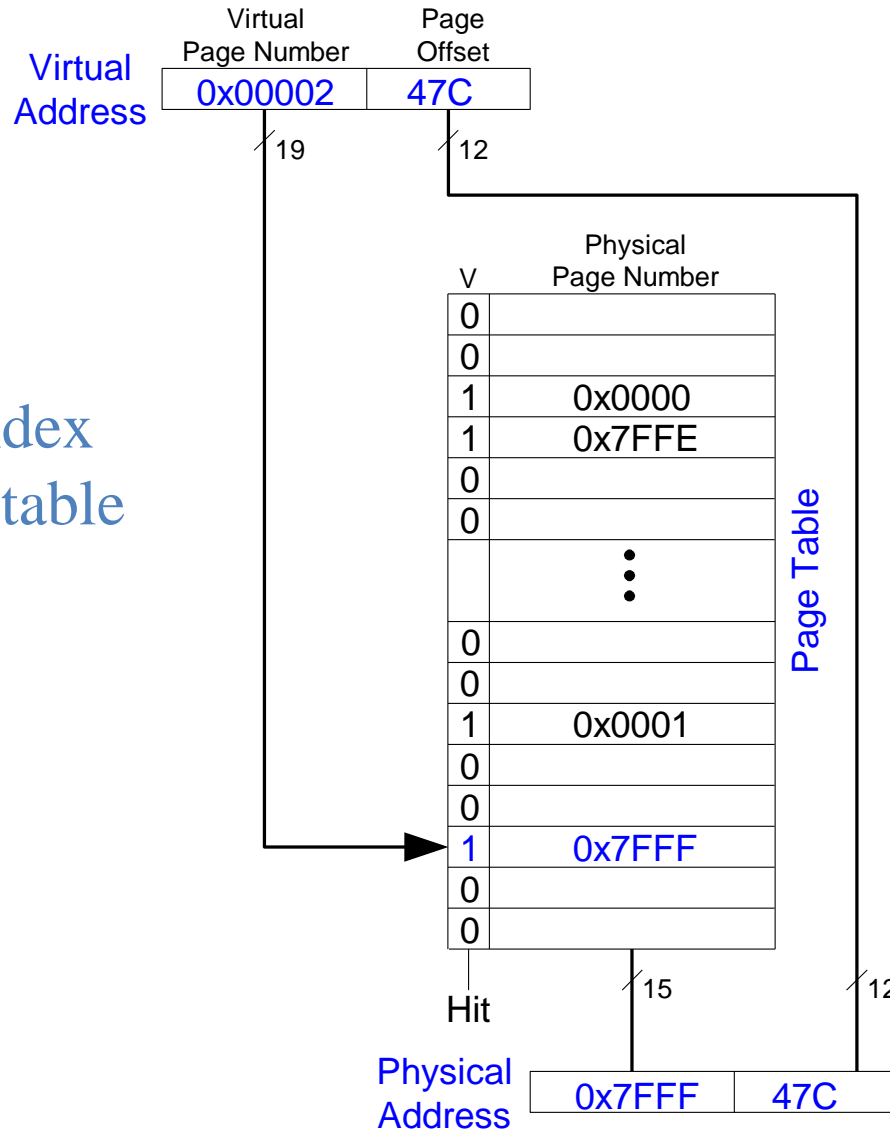 Virtual
Page Number
Page
Offset
Virtual
Address
0x00002 47C
19 12
Physical
V Page Number
0
0
1 0x0000
1 0x7FFE
0
0
0
0
1 0x0001
0
0
1 0x7FFF
0
0
table
Page Table
Hit
15
Physical
Address
0x7FFF 47C